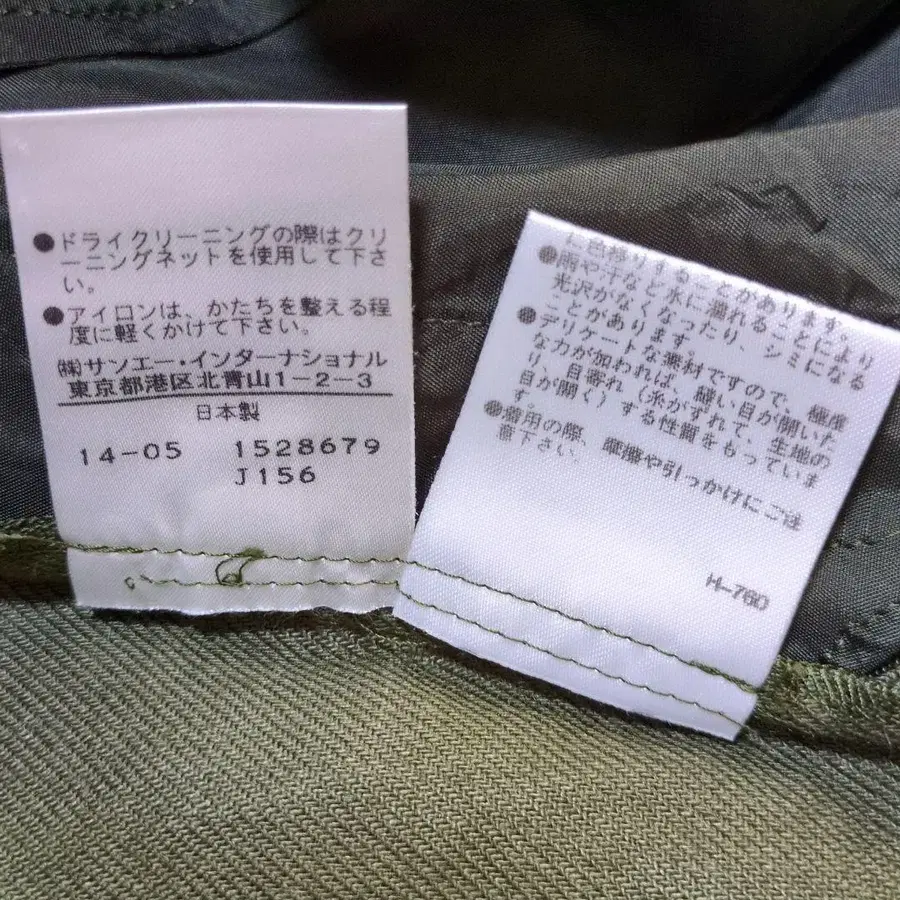 ●ドライクリーニングの際はクリ
ーニングネットを使用して下さ
い。
●アイロンは、かたちを整える程
度に軽くかけて下さい。
㈱サンエー・インターナショナル
東京都港区北青山1-2-3
日本製
14-05 1528679
J156
に色移りすることがあります。
●雨や汗など水に濡れることにより
光沢がなくなったり、シミになる
ことがあります。
●デリケートな素材ですので、極度
な力が加われば、縫い目が開いた
り、目寄れ(糸がずれて、生地の
目が開く)する性質をもっていま
す。
●着用の際、摩擦や引っかけにご注
意下さい。
H-760